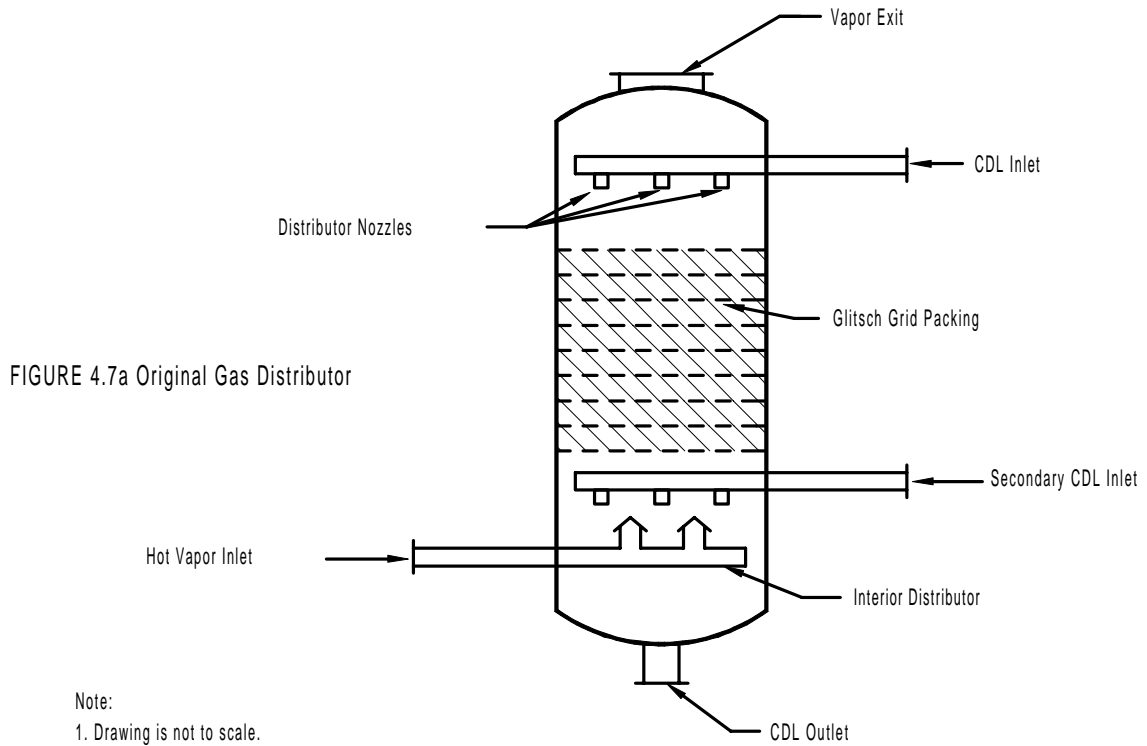 Vapor Exit
CDL Inlet
Distributor Nozzles
Glitsch Grid Packing
FIGURE 4.7a Original Gas Distributor
Secondary CDL Inlet
Hot Vapor Inlet
Interior Distributor
Note:
1. Drawing is not to scale.
CDL Outlet